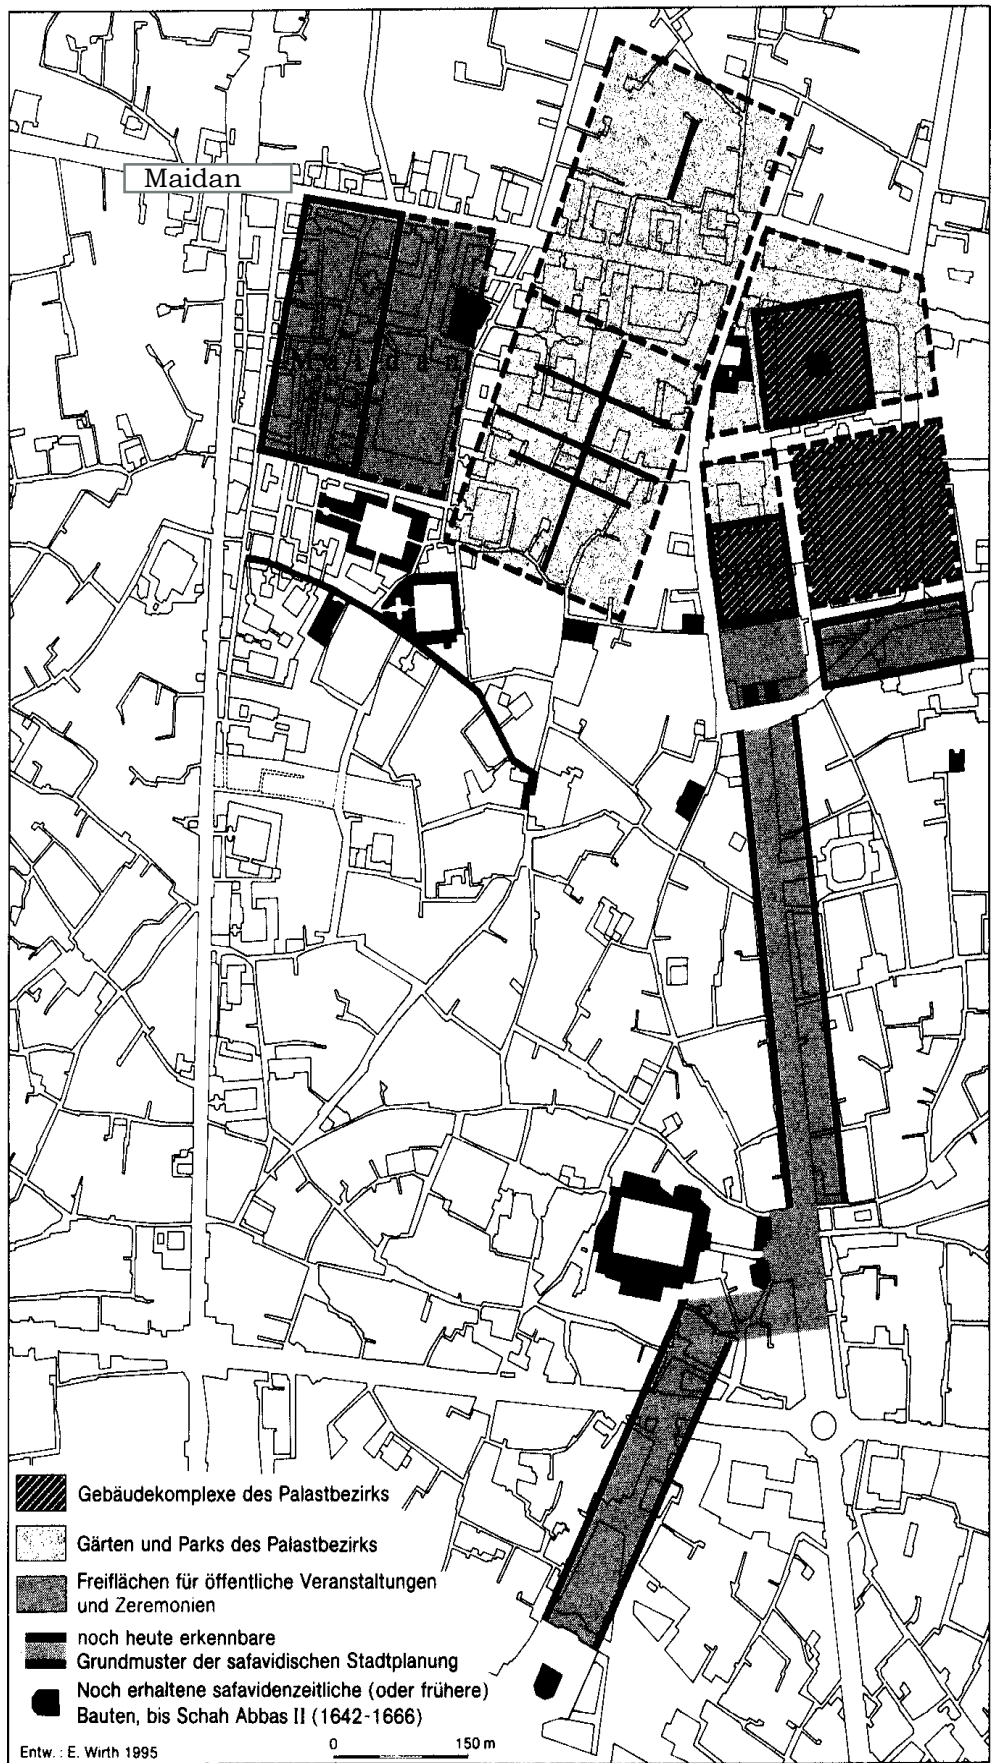 Maidan
M a i d a n
Gebäudekomplexe des Palastbezirks
Gärten und Parks des Palastbezirks
Freiflächen für öffentliche Veranstaltungen
und Zeremonien
noch heute erkennbare
Grundmuster der safavidischen Stadtplanung
Noch erhaltene safavidenzeitliche (oder frühere)
Bauten, bis Schah Abbas II (1642-1666)
Entw. : E. Wirth 1995
0 150 m